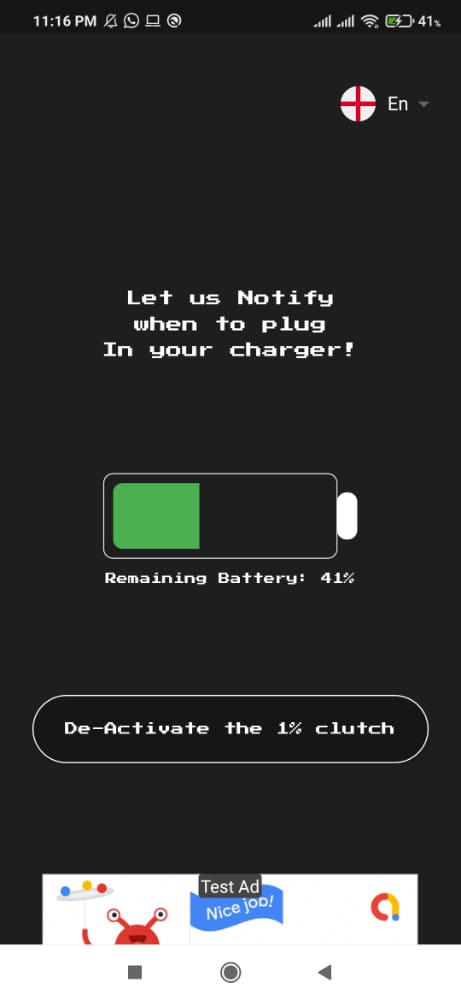 11:16 PM 41%
En
Let us Notify
when to plug
In your charger!
Remaining Battery: 41%
De-Activate the 1% clutch
Test Ad
Nice job!